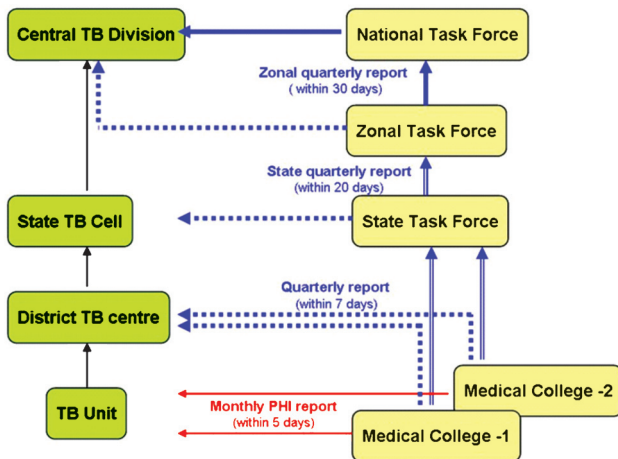 Central TB Division
National Task Force
Zonal quarterly report
( within 30 days)
Zonal Task Force
State quarterly report
(within 20 days)
State TB Cell
State Task Force
Quarterly report
(within 7 days)
District TB centre
Medical College -2
TB Unit
Monthly PHI report
(within 5 days)
Medical College -1